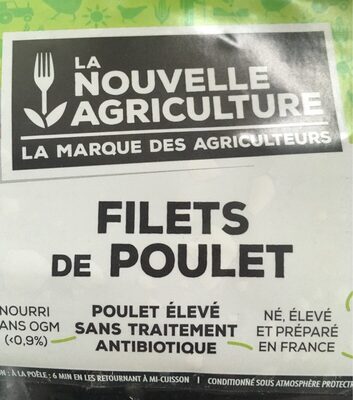 LA
NOUVELLE
AGRICULTURE
LA MARQUE DES AGRICULTEURS
FILETS
DE POULET
NOURRI
ANS OGM
(<0.9%)
POULET ÉLEVÉ
SANS TRAITEMENT
ANTIBIOTIQUE
NÉ, ÉLEVÉ
ET PRÉPARÉ
EN FRANCE
À LA POÊLE : 6 MIN EN LES RETOURNANT À MI-CUISSON | CONDITIONNÉ SOUS ATMOSPHÈRE